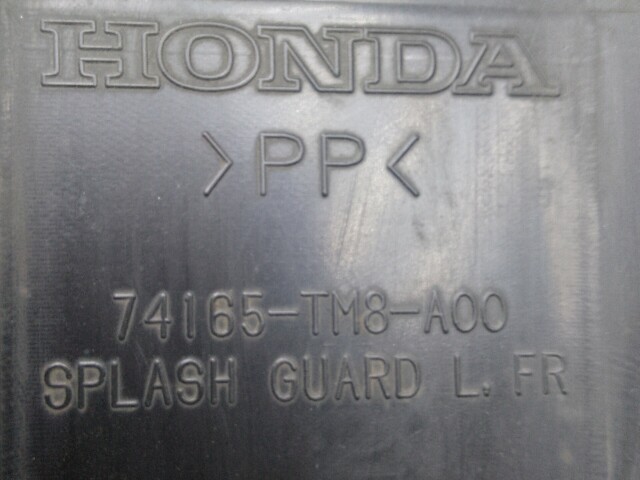 HONDA
>PP<
74165-TM8-A00
SPLASH GUARD L. FR